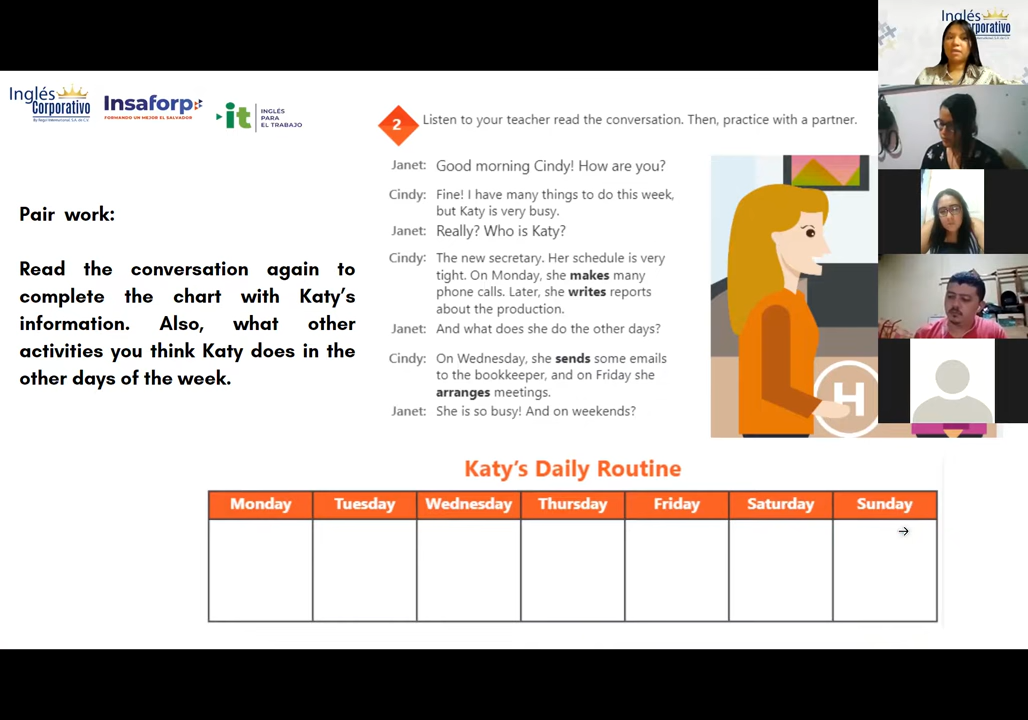 Inglés
Corporativo
Insaforp
FORMANDO UN MEJOR EL SALVADOR
it
INGLÉS
PARA
EL TRABAJO
Inglés
Corporativo
Pair work:
Read the conversation again to
complete the chart with Katy's
information. Also, what other
activities you think Katy does in the
other days of the week.
2
Listen to your teacher read the conversation. Then, practice with a partner.
Janet: Good morning Cindy! How are you?
Cindy: Fine! I have many things to do this week,
but Katy is very busy.
Janet: Really? Who is Katy?
Cindy: The new secretary. Her schedule is very
tight. On Monday, she makes many
phone calls. Later, she writes reports
about the production.
Janet: And what does she do the other days?
Cindy: On Wednesday, she sends some emails
to the bookkeeper, and on Friday she
arranges meetings.
Janet: She is so busy! And on weekends?
H
Katy's Daily Routine
Monday Tuesday Wednesday Thursday Friday Saturday Sunday